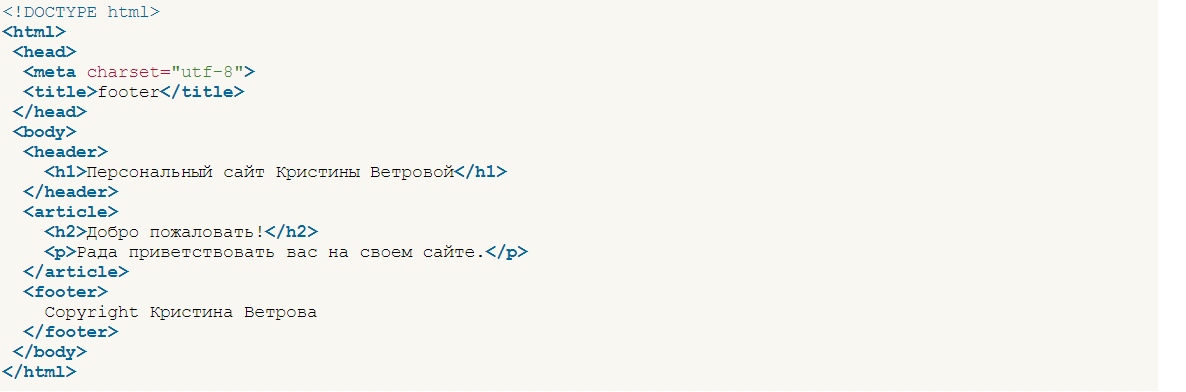 <!DOCTYPE html>
<html>
<head>
<meta charset="utf-8">
<title>footer</title>
</head>
<body>
<header>
<h1>Персональный сайт Кристины Ветровой</h1>
</header>
<article>
<h2>Добро пожаловать!</h2>
<p>Рада приветствовать вас на своем сайте.</p>
</article>
<footer>
Copyright Кристина Ветрова
</footer>
</body>
</html>